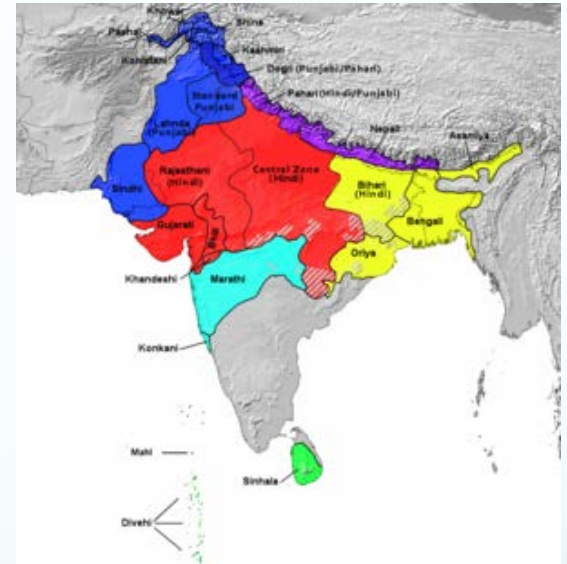 Khowar
Shina
Pashai
Kashmiri
Kohistani
Dogri (Punjabi/Pahari)
Standard
Punjabi
Pahari(Hindi/Punjabi)
Lahnda
(Punjabi)
Nepali
Asamiya
Rajasthani
(Hindi)
Central Zone
(Hindi)
Bihari
(Hindi)
Sindhi
Bengali
Gujarati
Bhili
Oriya
Khandeshi
Marathi
Konkani
Mahl
Sinhala
Divehi